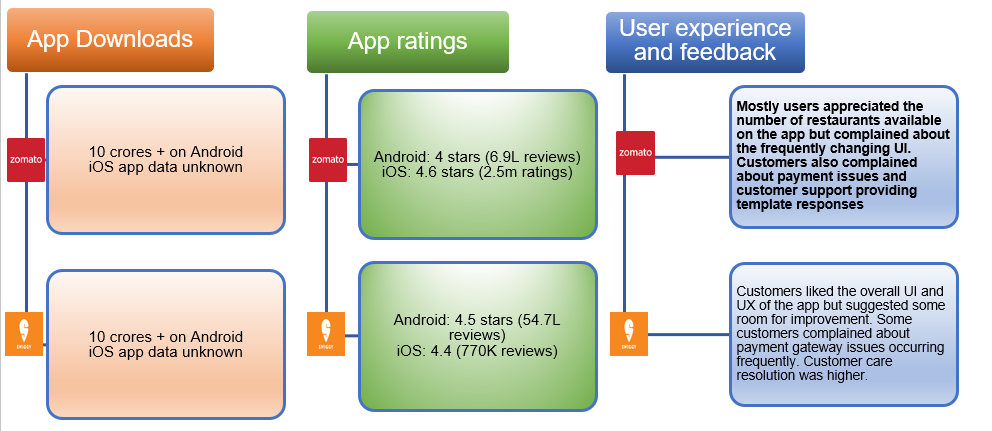 App Downloads
App ratings
User experience
and feedback
zomato
10 crores + on Android
iOS app data unknown
zomato
Android: 4 stars (6.9L reviews)
iOS: 4.6 stars (2.5m ratings)
zomato
Mostly users appreciated the
number of restaurants available
on the app but complained about
the frequently changing UI.
Customers also complained
about payment issues and
customer support providing
template responses
SWIGGY
10 crores + on Android
iOS app data unknown
SWIGGY
Android: 4.5 stars (54.7L
reviews)
iOS: 4.4 (770K reviews)
SWIGGY
Customers liked the overall UI and
UX of the app but suggested some
room for improvement. Some
customers complained about
payment gateway issues occurring
frequently. Customer care
resolution was higher.